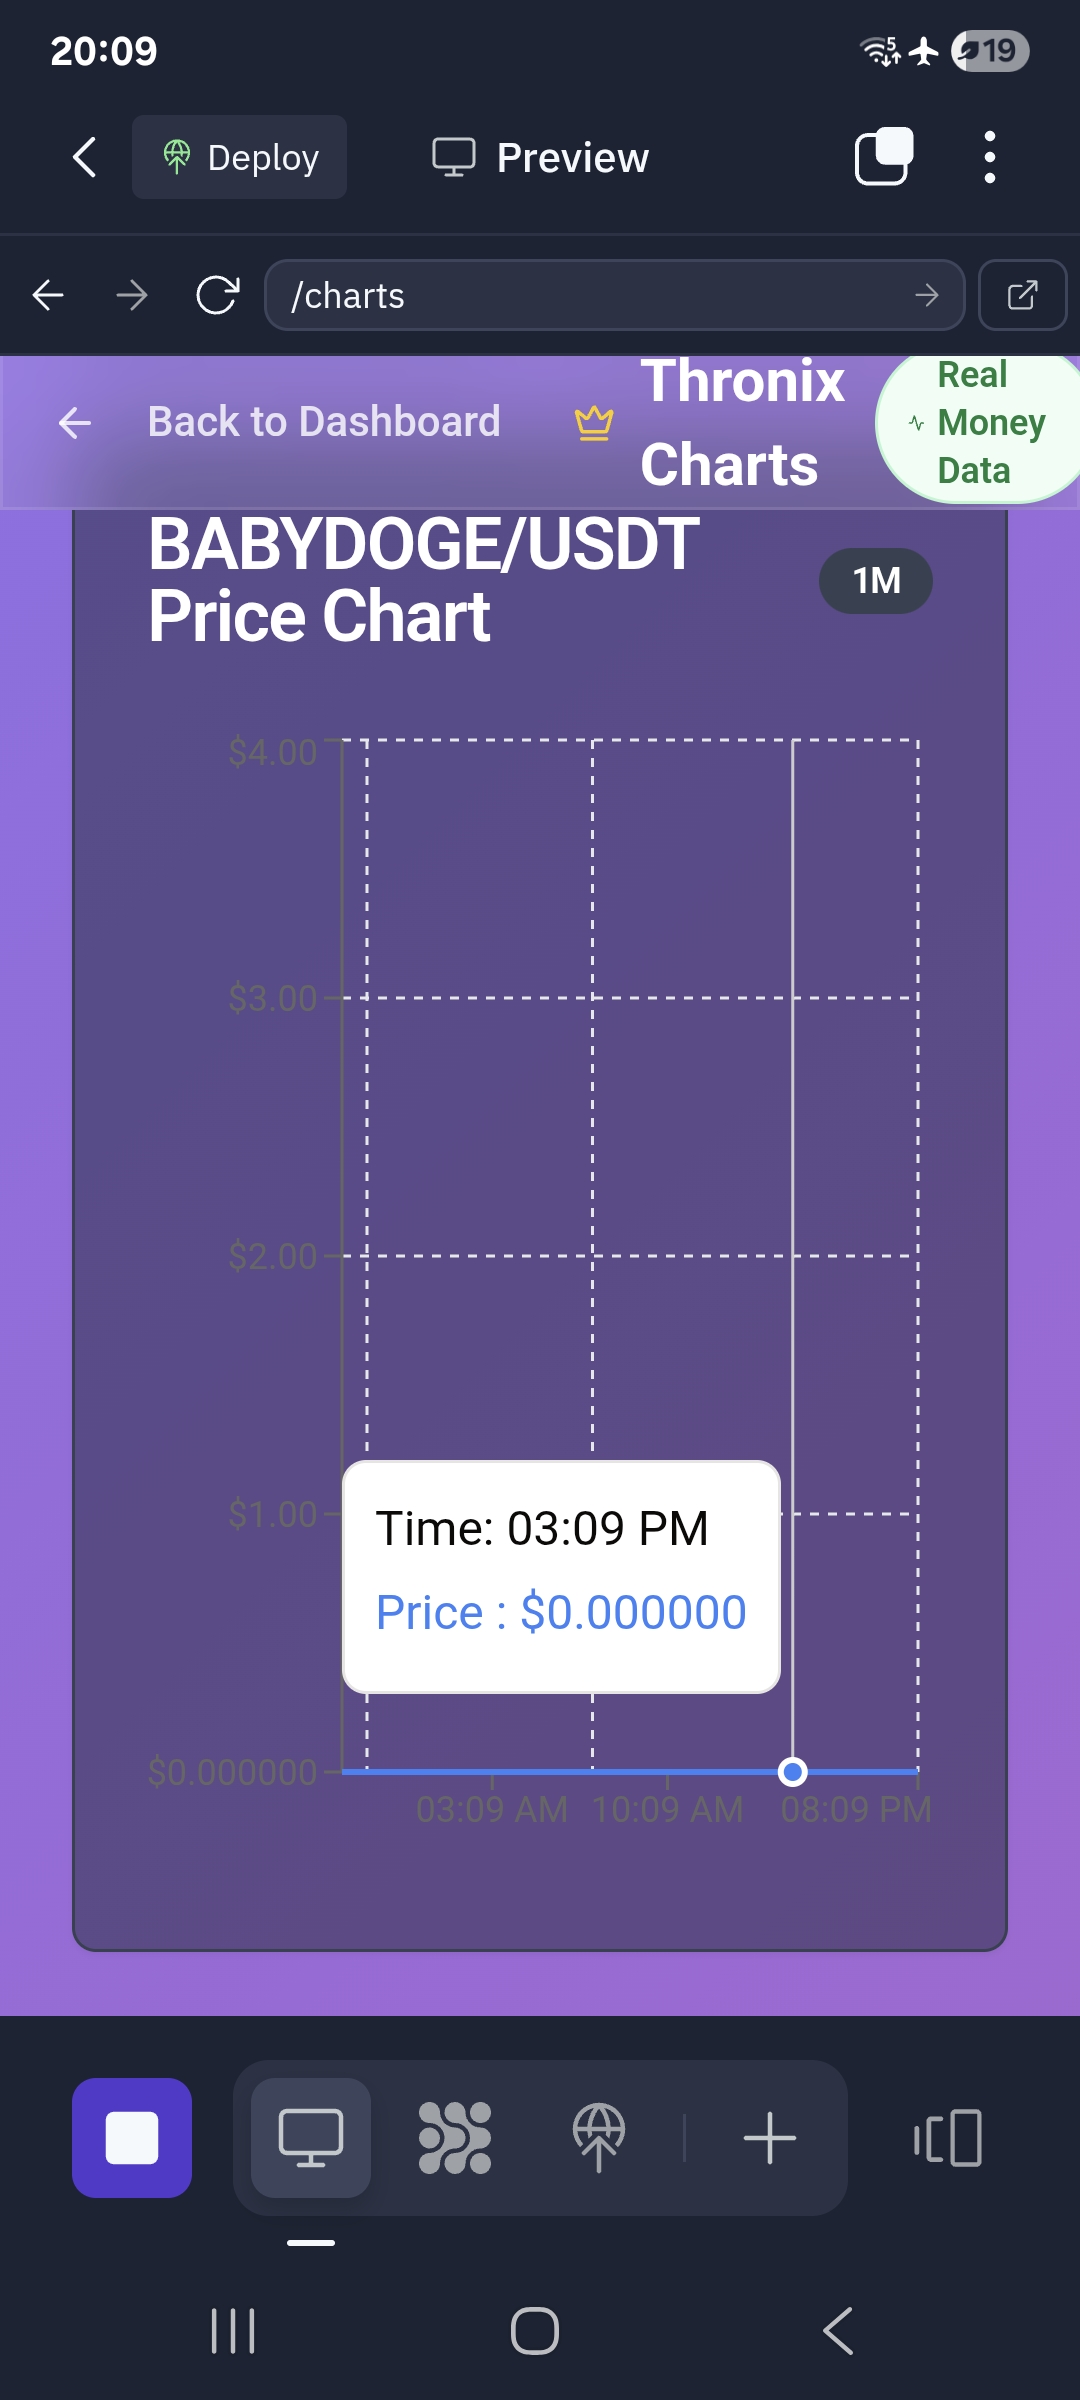 20:09
5
19
Deploy
Preview
/charts
Back to Dashboard
Thronix
Charts
Real
Money
Data
BABYDOGE/USDT
Price Chart
1M
$4.00
$3.00
$2.00
$1.00
Time: 03:09 PM
Price : $0.000000
$0.000000
03:09 AM 10:09 AM 08:09 PM